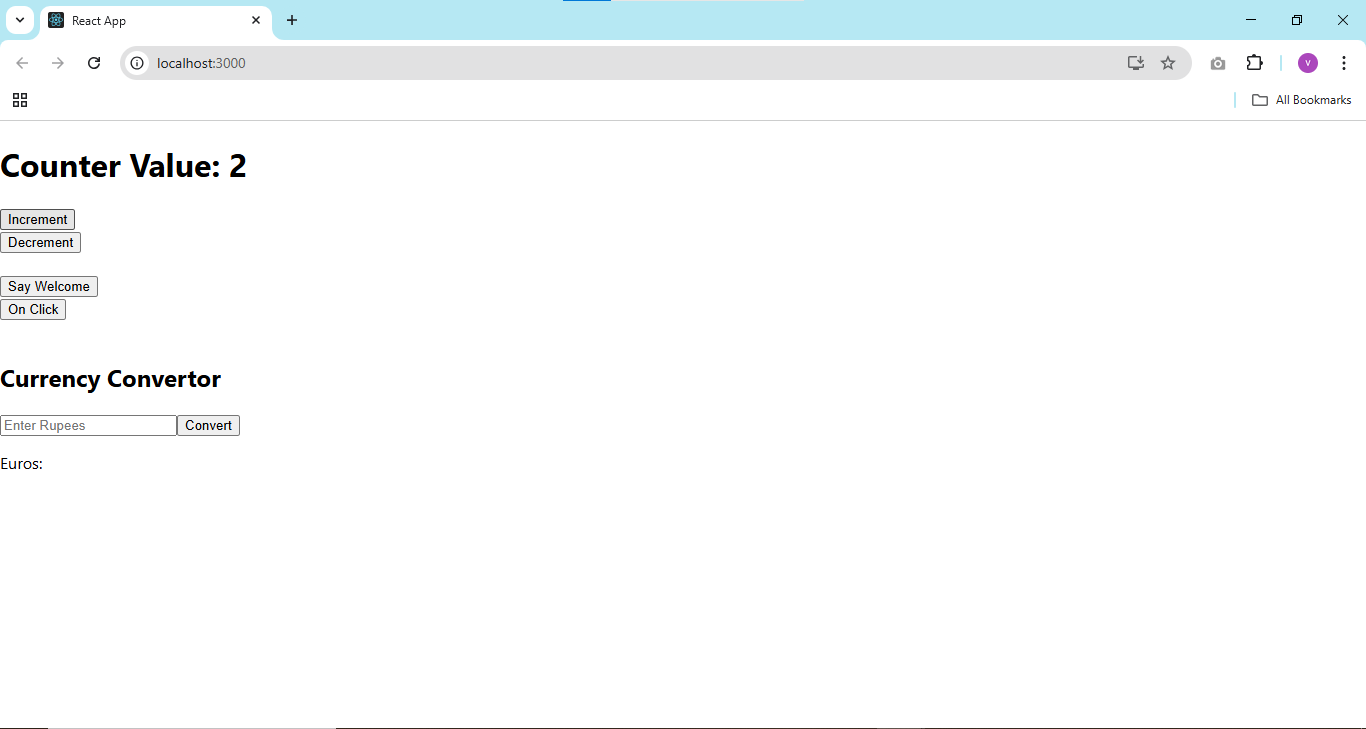 React App
localhost:3000
V
All Bookmarks
Counter Value: 2
Increment
Decrement
Say Welcome
On Click
Currency Convertor
Enter Rupees Convert
Euros: